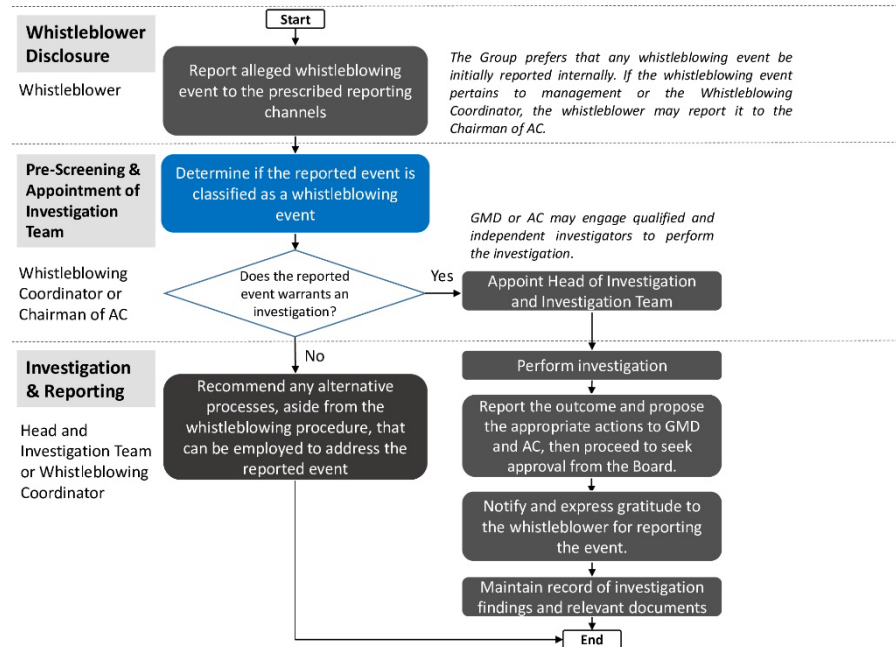 Start
Whistleblower
Disclosure
Whistleblower
Report alleged whistleblowing
event to the prescribed reporting
channels
The Group prefers that any whistleblowing event be
initially reported internally. If the whistleblowing event
pertains to management or the Whistleblowing
Coordinator, the whistleblower may report it to the
Chairman of AC.
Pre-Screening &
Appointment of
Investigation
Team
Whistleblowing
Coordinator or
Chairman of AC
Determine if the reported event is
classified as a whistleblowing
event
Does the reported
event warrants an
investigation?
Yes
GMD or AC may engage qualified and
independent investigators to perform
the investigation.
Appoint Head of Investigation
and Investigation Team
No
Investigation
& Reporting
Head and
Investigation Team
or Whistleblowing
Coordinator
Recommend any alternative
processes, aside from the
whistleblowing procedure, that
can be employed to address the
reported event
Perform investigation
Report the outcome and propose
the appropriate actions to GMD
and AC, then proceed to seek
approval from the Board.
Notify and express gratitude to
the whistleblower for reporting
the event.
Maintain record of investigation
findings and relevant documents
End